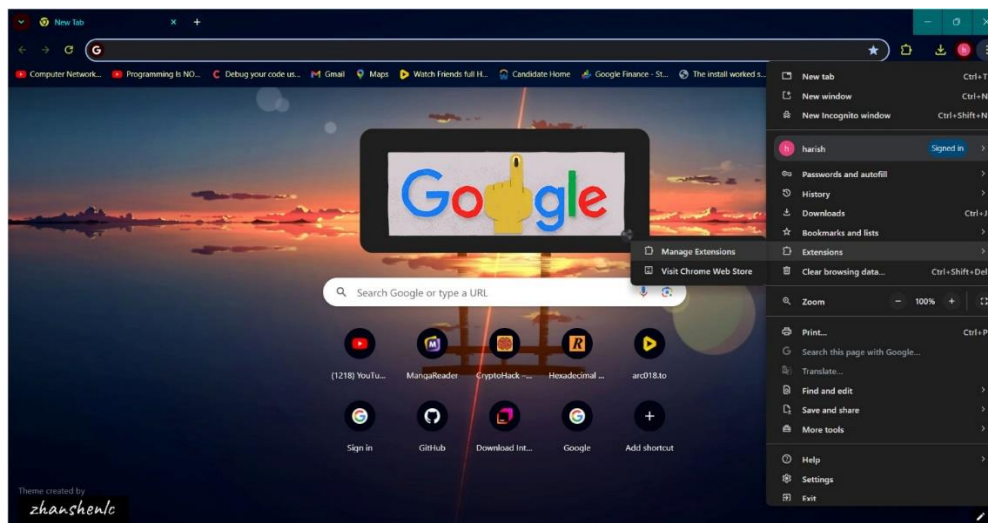 New Tab
Computer Network...
Programming Is NO...
Debug your code us...
Gmail
Maps
Watch Friends full H...
Candidate Home
Google Finance - St...
The install worked s...
New tab Ctrl+T
New window Ctrl+N
New Incognito window Ctrl+Shift+N
harish Signed in
Passwords and autofill
History
Downloads Ctrl+J
Bookmarks and lists
Extensions
Clear browsing data... Ctrl+Shift+Del
Zoom - 100% +
Print... Ctrl+P
Search this page with Google...
Translate...
Find and edit
Save and share
More tools
Help
Settings
Exit
Manage Extensions
Visit Chrome Web Store
Google
Search Google or type a URL
(1218) YouTu...
MangaReader
CryptoHack –...
Hexadecimal ...
arc018.to
Sign in
GitHub
Download Int...
Google
Add shortcut
Theme created by
zhanshenlc